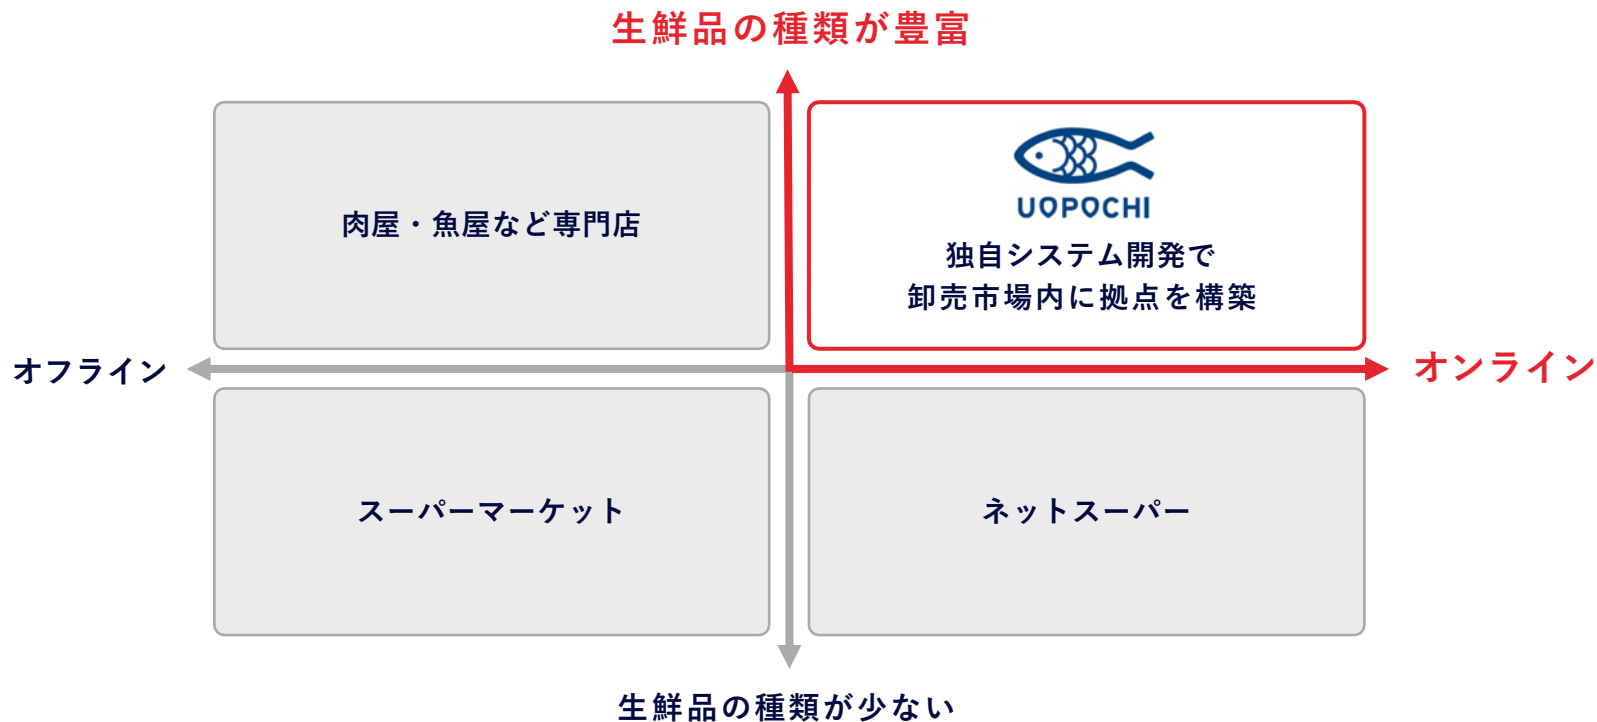 生鮮品の種類が豊富
肉屋・魚屋など専門店
UOPOCHI
独自システム開発で
卸売市場内に拠点を構築
オフライン
オンライン
スーパーマーケット
ネットスーパー
生鮮品の種類が少ない